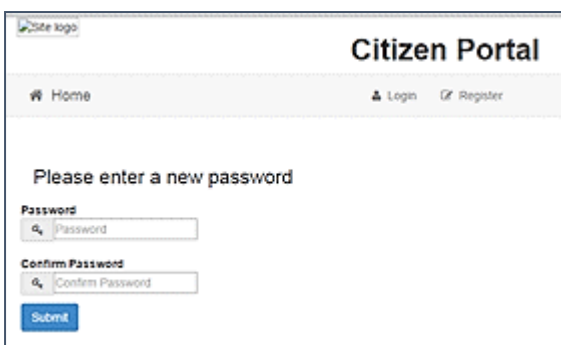 Site logo
Citizen Portal
Home
Login Register
Please enter a new password
Password
Password
Confirm Password
Confirm Password
Submit